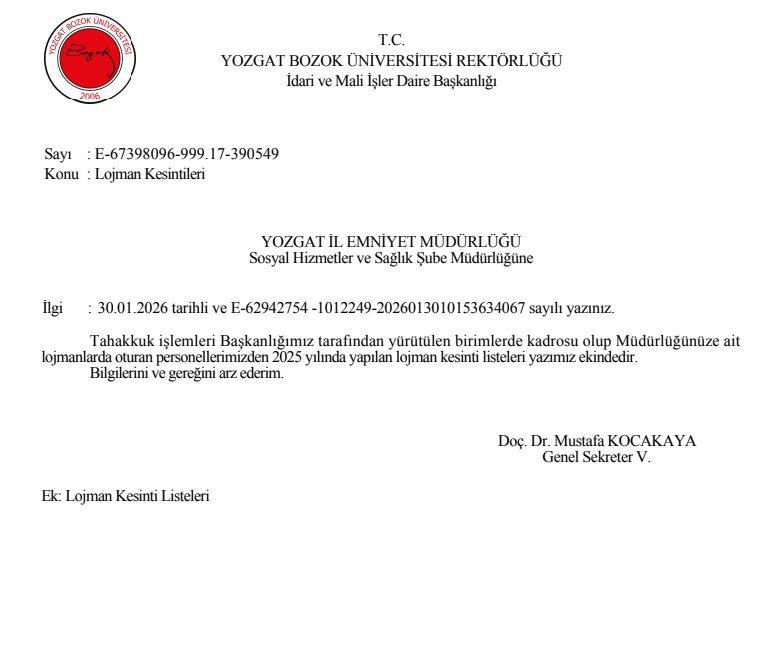 YOZGAT BOZOK ÜNİVERSİTESİ
Bozok
2006
T.C.
YOZGAT BOZOK ÜNİVERSİTESİ REKTÖRLÜĞÜ
İdari ve Mali İşler Daire Başkanlığı
Sayı : E-67398096-999.17-390549
Konu : Lojman Kesintileri
YOZGAT İL EMNİYET MÜDÜRLÜĞÜ
Sosyal Hizmetler ve Sağlık Şube Müdürlüğüne
İlgi : 30.01.2026 tarihli ve E-62942754 -1012249-2026013010153634067 sayılı yazınız.
Tahakkuk işlemleri Başkanlığımız tarafından yürütülen birimlerde kadrosu olup Müdürlüğünüze ait
lojmanlarda oturan personellerimizden 2025 yılında yapılan lojman kesinti listeleri yazımız ekindedir.
Bilgilerini ve gereğini arz ederim.
Doç. Dr. Mustafa KOCAKAYA
Genel Sekreter V.
Ek: Lojman Kesinti Listeleri